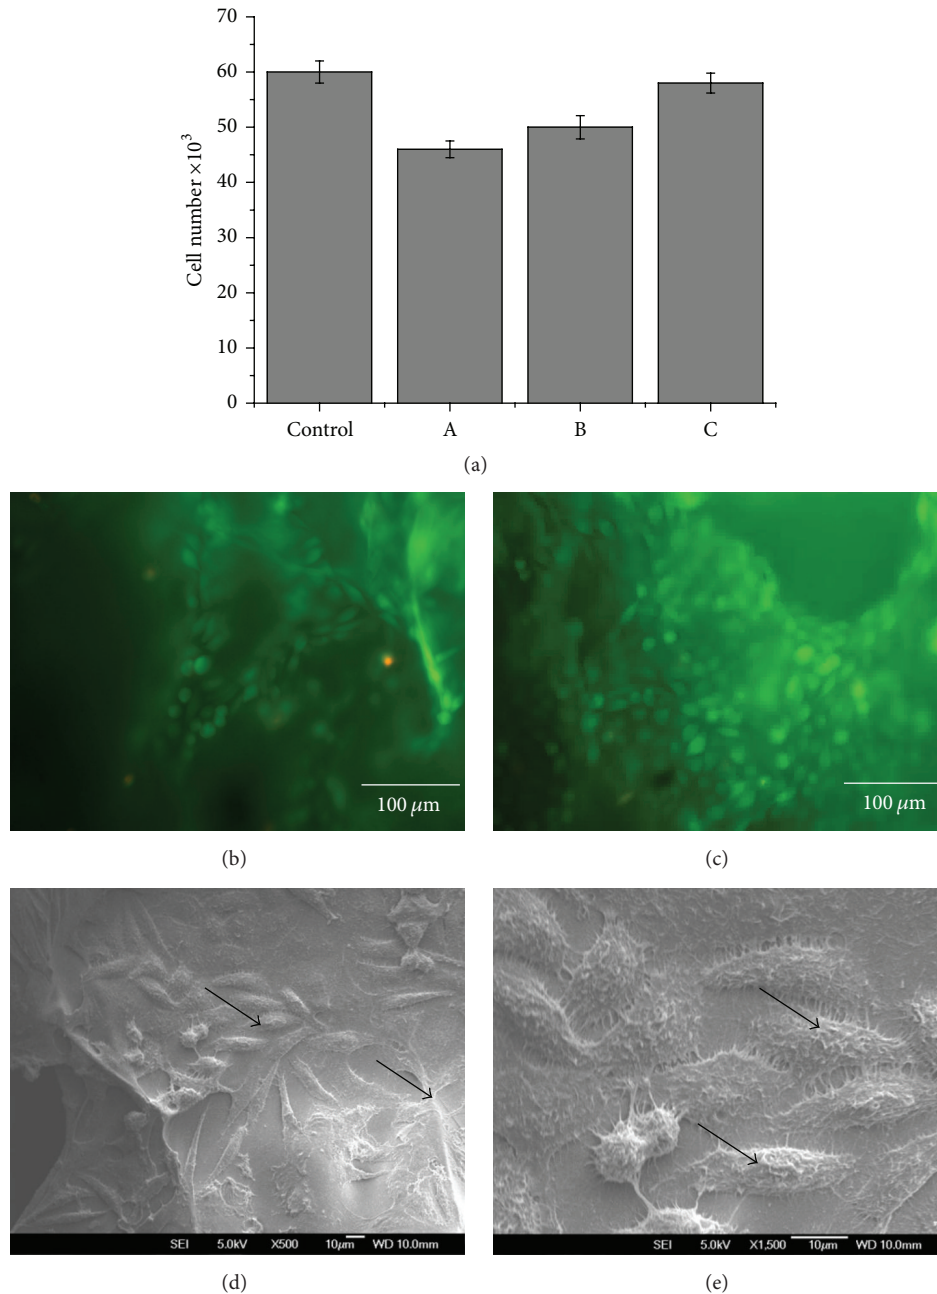 70
60
50
40
30
20
10
0
Cell number ×10³
Control A B C
(a)
100 μm
100 μm
(b) (c)
SEI 5.0kV X500 10μm WD 10.0mm
SEI 5.0kV X1,500 10μm WD 10.0mm
(d) (e)